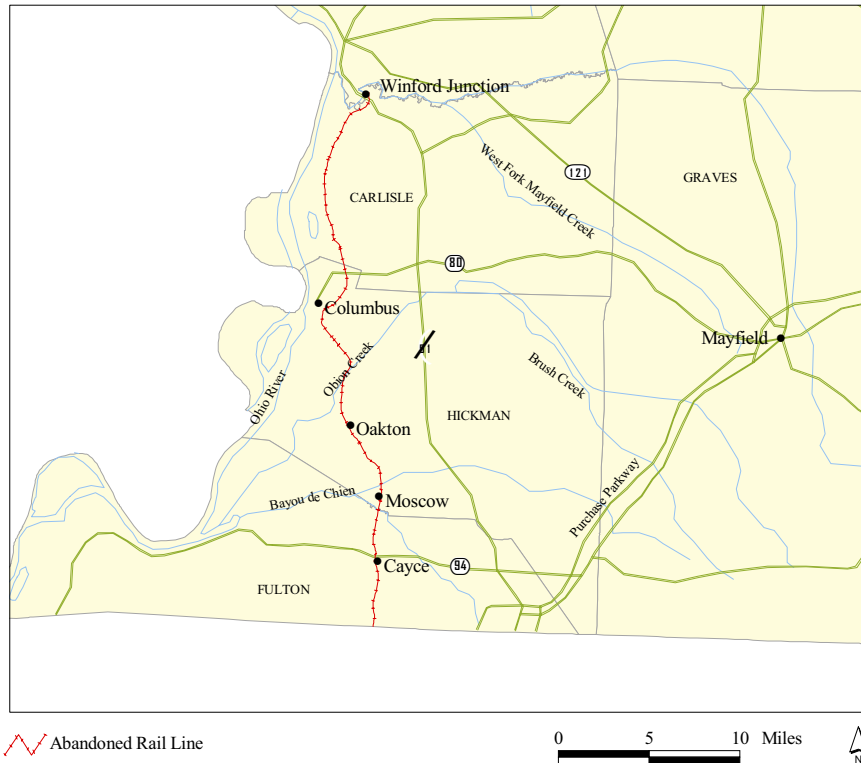 Winford Junction
West Fork Mayfield Creek
121
GRAVES
CARLISLE
80
Columbus
Mayfield
Obion Creek
Ohio River
Brush Creek
HICKMAN
Oakton
Purchase Parkway
Moscow
Bayou de Chien
Cayce
94
FULTON
Abandoned Rail Line
0 5 10 Miles
N